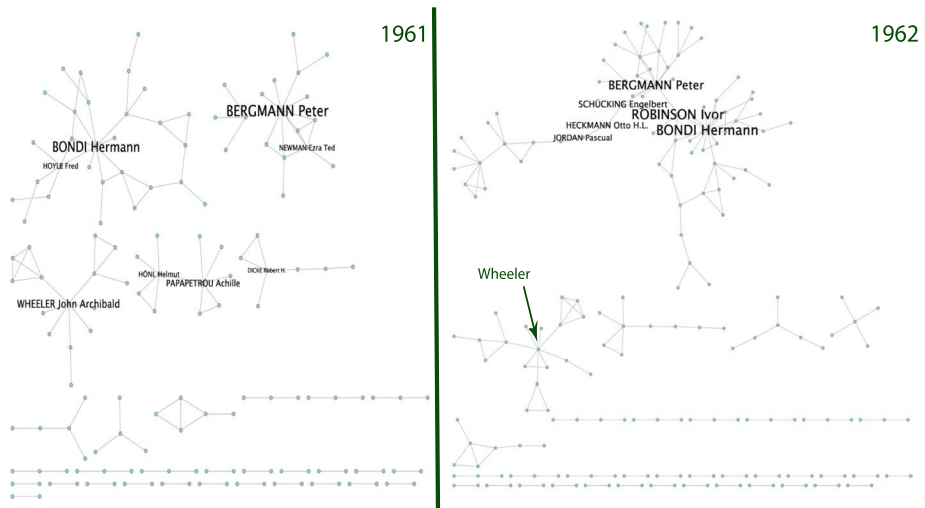 1961
BERGMANN Peter
BONDI Hermann
NEWMAN Ezra Ted
HOYLE Fred
HÖNL Helmut
DICKE Robert H.
PAPAPETROU Achille
WHEELER John Archibald
1962
BERGMANN Peter
SCHÜCKING Engelbert
ROBINSON Ivor
HECKMANN Otto H.L.
BONDI Hermann
JORDAN Pascual
Wheeler